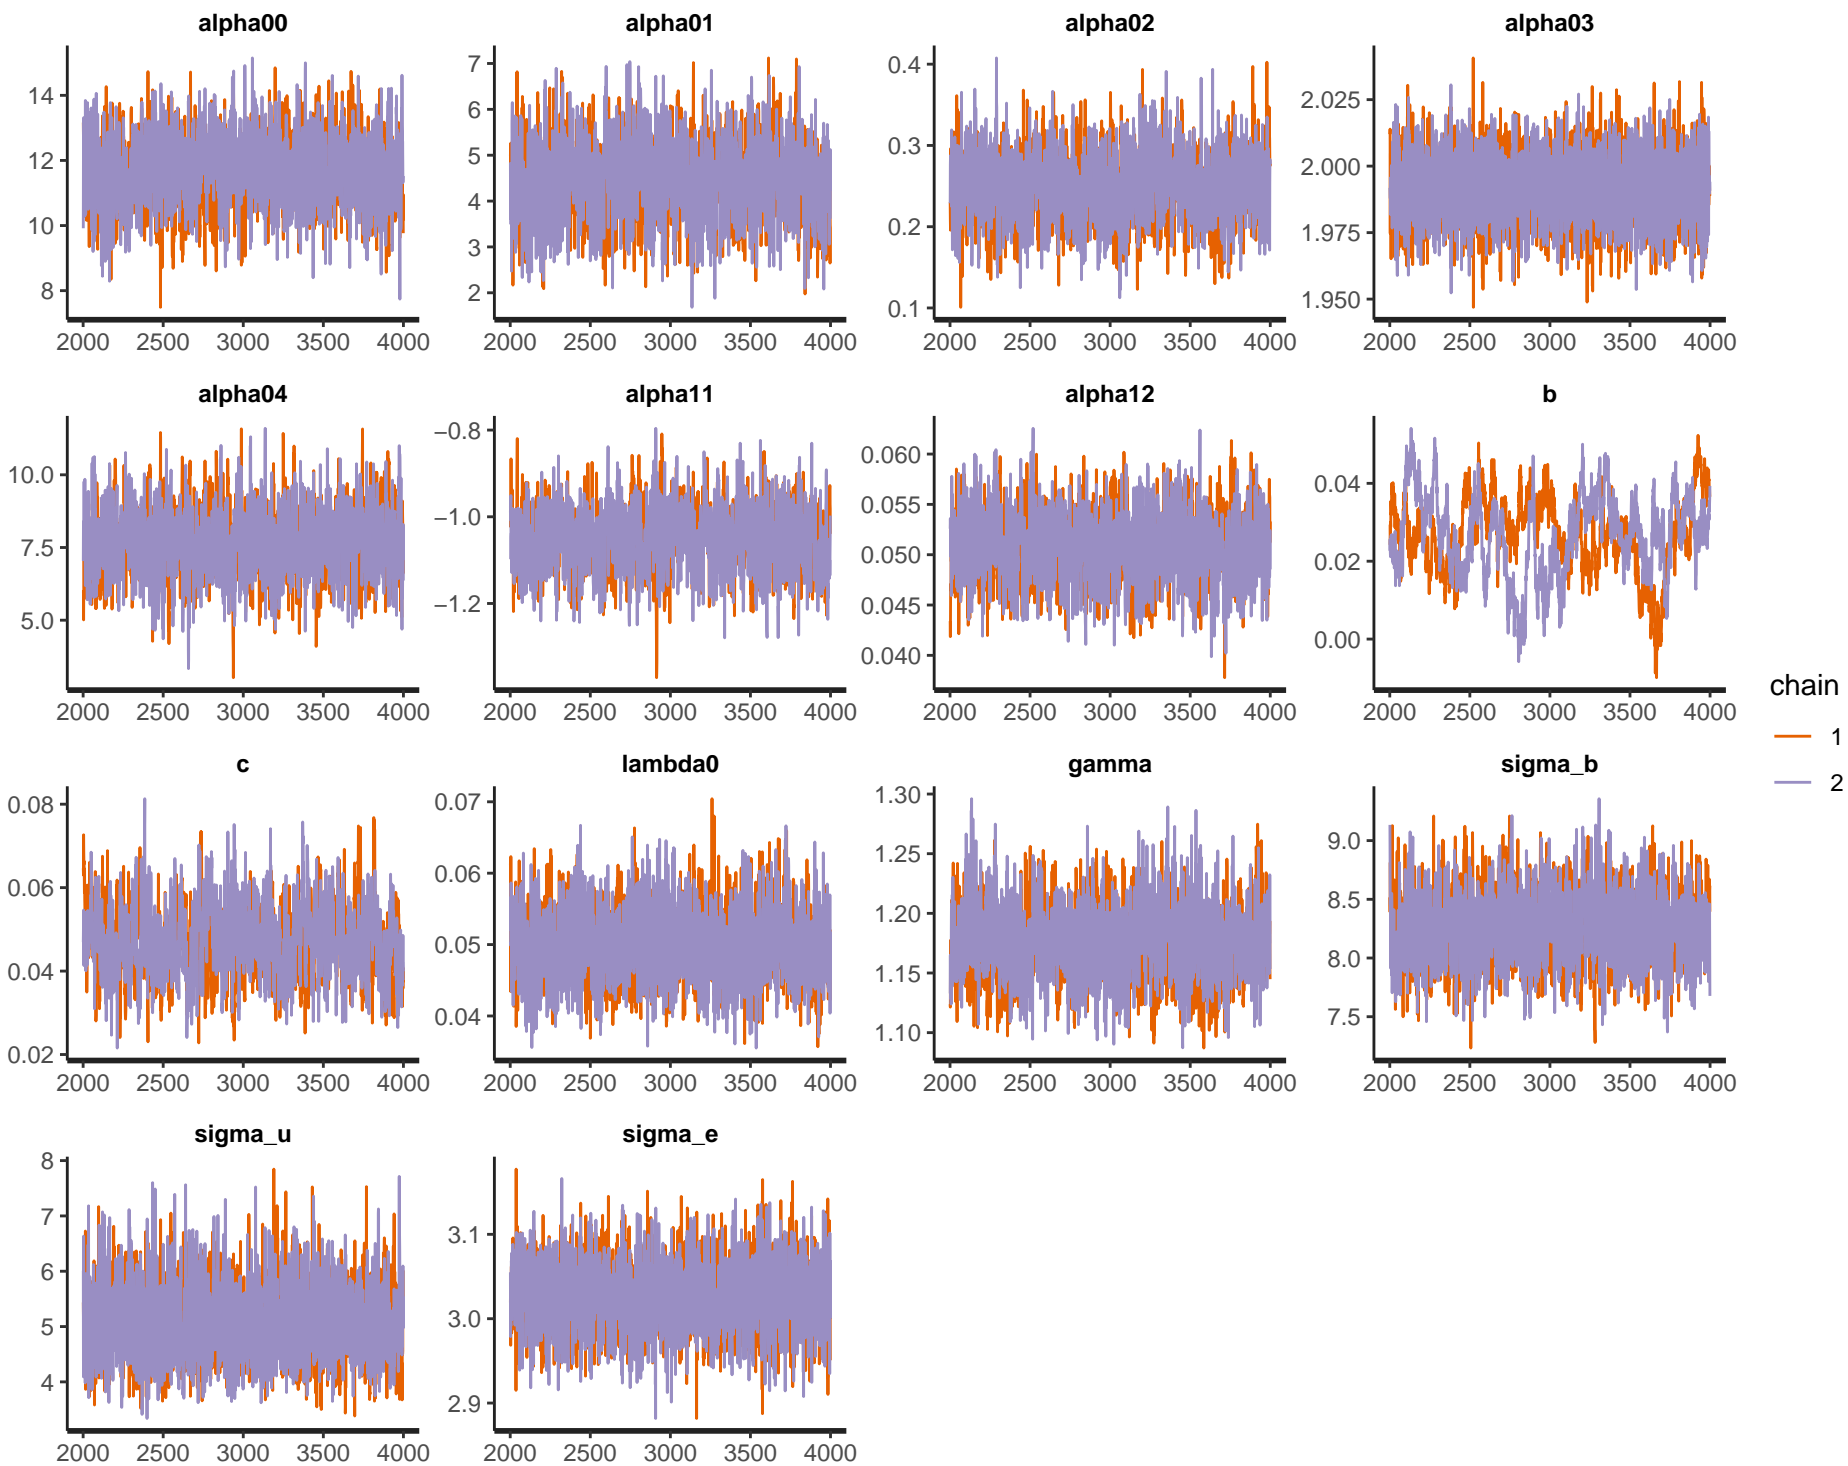 alpha00 alpha01 alpha02 alpha03
14 12 10 8
7 6 5 4 3 2
0.4 0.3 0.2 0.1
2.025 2.000 1.975 1.950
2000 2500 3000 3500 4000 2000 2500 3000 3500 4000 2000 2500 3000 3500 4000 2000 2500 3000 3500 4000
alpha04 alpha11 alpha12 b
10.0 7.5 5.0
−0.8 −1.0 −1.2
0.060 0.055 0.050 0.045 0.040
0.04 0.02 0.00
2000 2500 3000 3500 4000 2000 2500 3000 3500 4000 2000 2500 3000 3500 4000 2000 2500 3000 3500 4000
chain
1
2
c lambda0 gamma sigma_b
0.08 0.06 0.04 0.02
0.07 0.06 0.05 0.04
1.30 1.25 1.20 1.15 1.10
9.0 8.5 8.0 7.5
2000 2500 3000 3500 4000 2000 2500 3000 3500 4000 2000 2500 3000 3500 4000 2000 2500 3000 3500 4000
sigma_u sigma_e
8 7 6 5 4
3.1 3.0 2.9
2000 2500 3000 3500 4000 2000 2500 3000 3500 4000